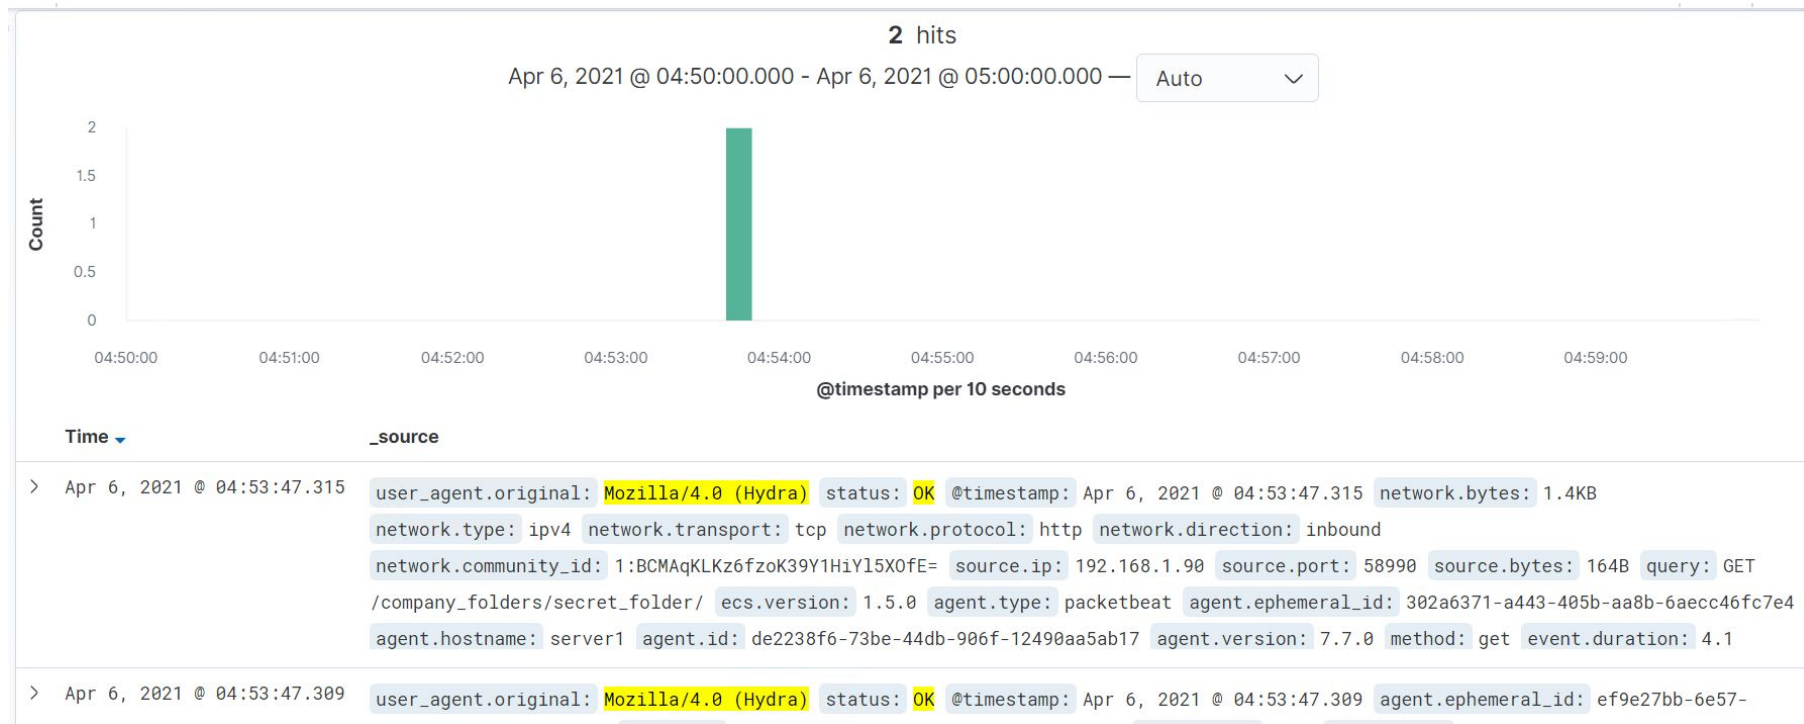 2 hits
Apr 6, 2021 @ 04:50:00.000 - Apr 6, 2021 @ 05:00:00.000 — Auto
2
1.5
1
0.5
0
Count
04:50:00 04:51:00 04:52:00 04:53:00 04:54:00 04:55:00 04:56:00 04:57:00 04:58:00 04:59:00
@timestamp per 10 seconds
Time _source
Apr 6, 2021 @ 04:53:47.315 user_agent.original: Mozilla/4.0 (Hydra) status: OK @timestamp: Apr 6, 2021 @ 04:53:47.315 network.bytes: 1.4KB
network.type: ipv4 network.transport: tcp network.protocol: http network.direction: inbound
network.community_id: 1:BCMAqKLKz6fzoK39Y1HiYl5XOfE= source.ip: 192.168.1.90 source.port: 58990 source.bytes: 164B query: GET
/company_folders/secret_folder/ ecs.version: 1.5.0 agent.type: packetbeat agent.ephemeral_id: 302a6371-a443-405b-aa8b-6aecc46fc7e4
agent.hostname: server1 agent.id: de2238f6-73be-44db-906f-12490aa5ab17 agent.version: 7.7.0 method: get event.duration: 4.1
Apr 6, 2021 @ 04:53:47.309 user_agent.original: Mozilla/4.0 (Hydra) status: OK @timestamp: Apr 6, 2021 @ 04:53:47.309 agent.ephemeral_id: ef9e27bb-6e57-